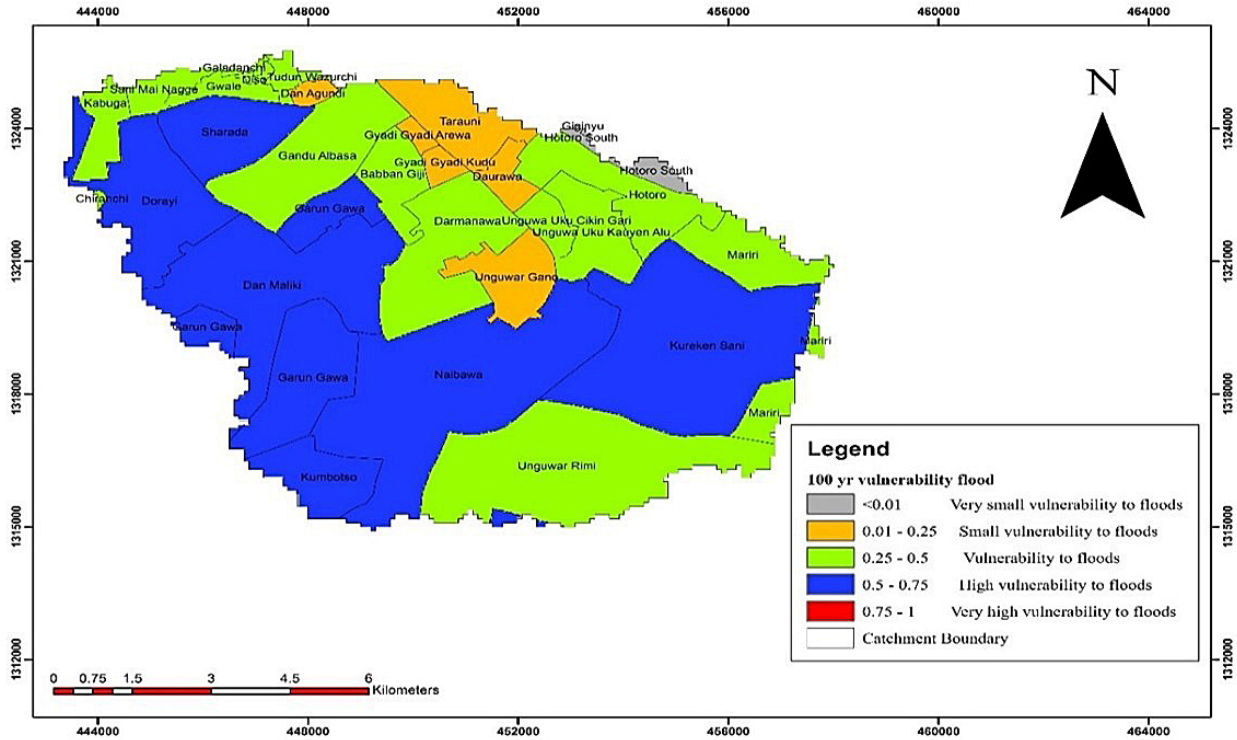 444000 448000 452000 456000 460000 464000
N
Galadanchi
Diso
Tudun Wazurchi
Sani Mai Nagge
Gwale
Dan Agundi
Kabuga
Tarauni
Gininyu
Sharada
Gyadi Gyadi Arewa
Hotoro South
1324000
1324000
Gandu Albasa
Gyadi Gyadi Kudu
Hotoro South
Babban Giji
Daurawa
Chiranchi
Dorayi
Hotoro
Garun Gawa
Darmanawa
Unguwa Uku Cikin Gari
Unguwa Uku Kauyen Alu
Mariri
1321000
1321000
Dan Maliki
Unguwar Gano
Garun Gawa
Mariri
Kureken Sani
Garun Gawa
Naibawa
1318000
1318000
Mariri
Unguwar Rimi
Kumbotso
1315000
1315000
Legend
100 yr vulnerability flood
<0.01 Very small vulnerability to floods
0.01 - 0.25 Small vulnerability to floods
0.25 - 0.5 Vulnerability to floods
0.5 - 0.75 High vulnerability to floods
0.75 - 1 Very high vulnerability to floods
Catchment Boundary
1312000
1312000
0 0.75 1.5 3 4.5 6
Kilometers
444000 448000 452000 456000 460000 464000